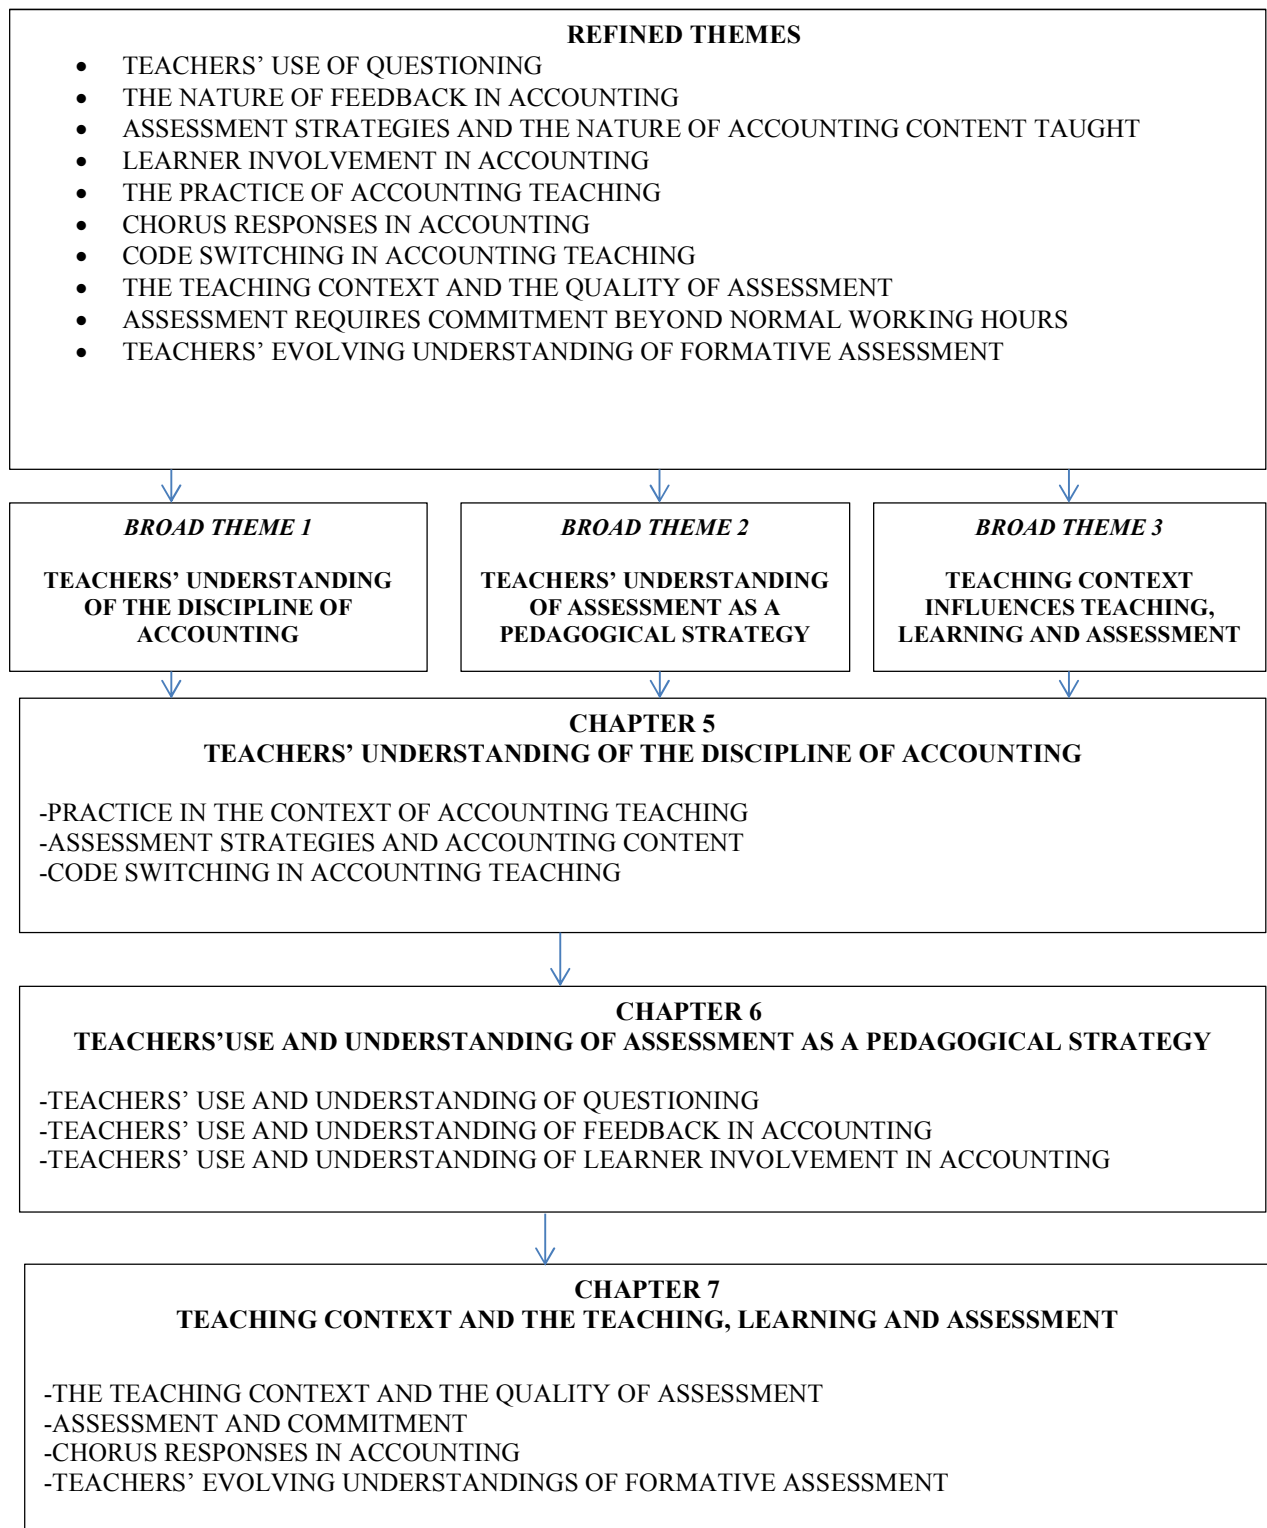 REFINED THEMES
• TEACHERS' USE OF QUESTIONING
• THE NATURE OF FEEDBACK IN ACCOUNTING
• ASSESSMENT STRATEGIES AND THE NATURE OF ACCOUNTING CONTENT TAUGHT
• LEARNER INVOLVEMENT IN ACCOUNTING
• THE PRACTICE OF ACCOUNTING TEACHING
• CHORUS RESPONSES IN ACCOUNTING
• CODE SWITCHING IN ACCOUNTING TEACHING
• THE TEACHING CONTEXT AND THE QUALITY OF ASSESSMENT
• ASSESSMENT REQUIRES COMMITMENT BEYOND NORMAL WORKING HOURS
• TEACHERS' EVOLVING UNDERSTANDING OF FORMATIVE ASSESSMENT
BROAD THEME 1
TEACHERS' UNDERSTANDING
OF THE DISCIPLINE OF
ACCOUNTING
BROAD THEME 2
TEACHERS' UNDERSTANDING
OF ASSESSMENT AS A
PEDAGOGICAL STRATEGY
BROAD THEME 3
TEACHING CONTEXT
INFLUENCES TEACHING,
LEARNING AND ASSESSMENT
CHAPTER 5
TEACHERS' UNDERSTANDING OF THE DISCIPLINE OF ACCOUNTING
-PRACTICE IN THE CONTEXT OF ACCOUNTING TEACHING
-ASSESSMENT STRATEGIES AND ACCOUNTING CONTENT
-CODE SWITCHING IN ACCOUNTING TEACHING
CHAPTER 6
TEACHERS'USE AND UNDERSTANDING OF ASSESSMENT AS A PEDAGOGICAL STRATEGY
-TEACHERS' USE AND UNDERSTANDING OF QUESTIONING
-TEACHERS' USE AND UNDERSTANDING OF FEEDBACK IN ACCOUNTING
-TEACHERS' USE AND UNDERSTANDING OF LEARNER INVOLVEMENT IN ACCOUNTING
CHAPTER 7
TEACHING CONTEXT AND THE TEACHING, LEARNING AND ASSESSMENT
-THE TEACHING CONTEXT AND THE QUALITY OF ASSESSMENT
-ASSESSMENT AND COMMITMENT
-CHORUS RESPONSES IN ACCOUNTING
-TEACHERS' EVOLVING UNDERSTANDINGS OF FORMATIVE ASSESSMENT